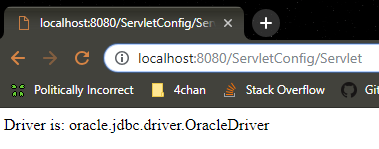 localhost:8080/ServletConfig/Ser
localhost:8080/ServletConfig/Servlet
Politically Incorrect 4chan Stack Overflow Git
Driver is: oracle.jdbc.driver.OracleDriver